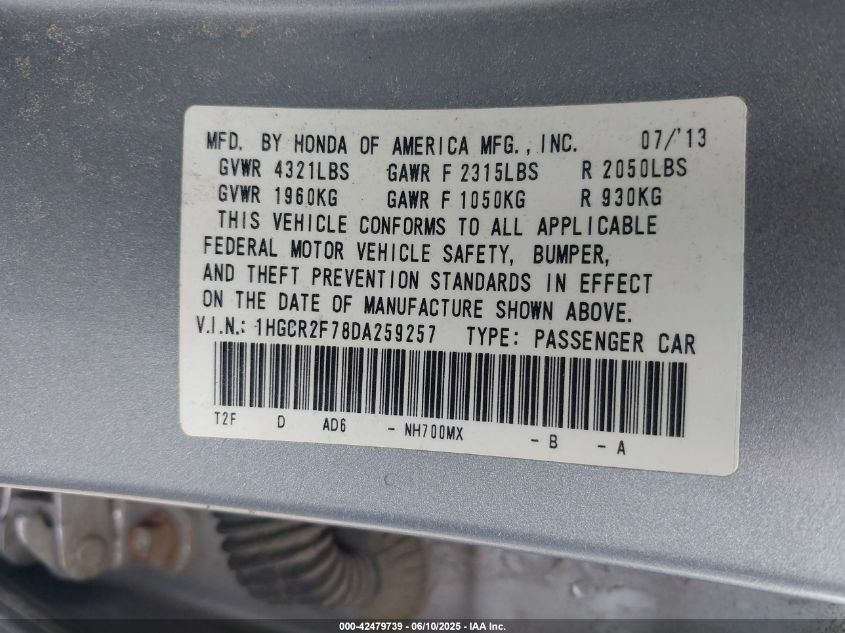 MFD. BY HONDA OF AMERICA MFG., INC. 07/'13
GVWR 4321LBS GAWR F 2315LBS R 2050LBS
GVWR 1960KG GAWR F 1050KG R 930KG
THIS VEHICLE CONFORMS TO ALL APPLICABLE
FEDERAL MOTOR VEHICLE SAFETY, BUMPER,
AND THEFT PREVENTION STANDARDS IN EFFECT
ON THE DATE OF MANUFACTURE SHOWN ABOVE.
V.I.N.: 1HGCR2F78DA259257 TYPE: PASSENGER CAR
T2F D AD6 - NH700MX - B - A
000-42479739 - 06/10/2025 - IAA Inc.